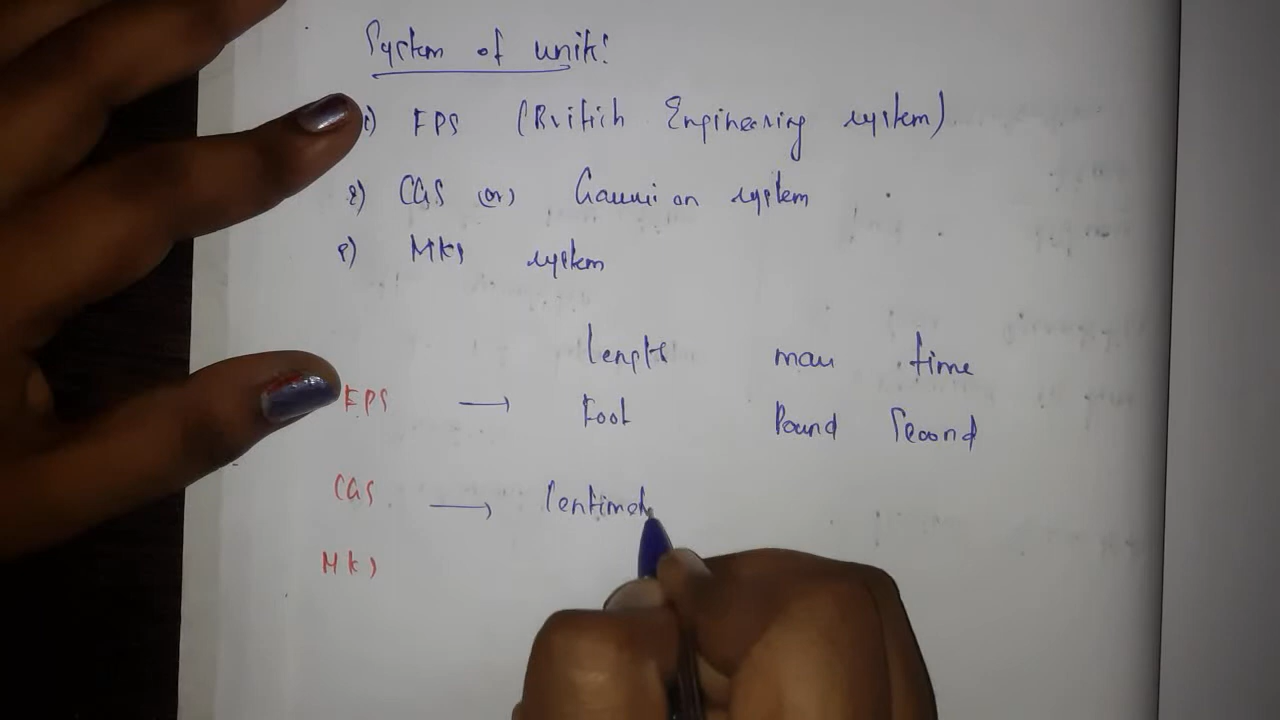 System of units:
1) FPS (British Engineering system)
2) CGS (or) Gaussian system
3) MKS system
length mass time
FPS → Foot Pound Second
CGS → Centimet
MKS